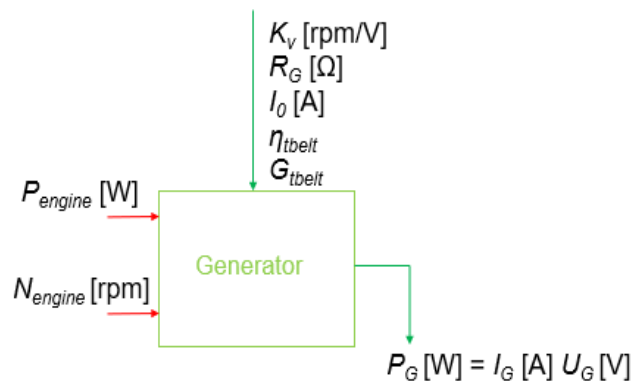 K_v [rpm/V]
R_G [Ω]
I_0 [A]
η_tbelt
G_tbelt
P_engine [W]
Generator
N_engine [rpm]
P_G [W] = I_G [A] U_G [V]